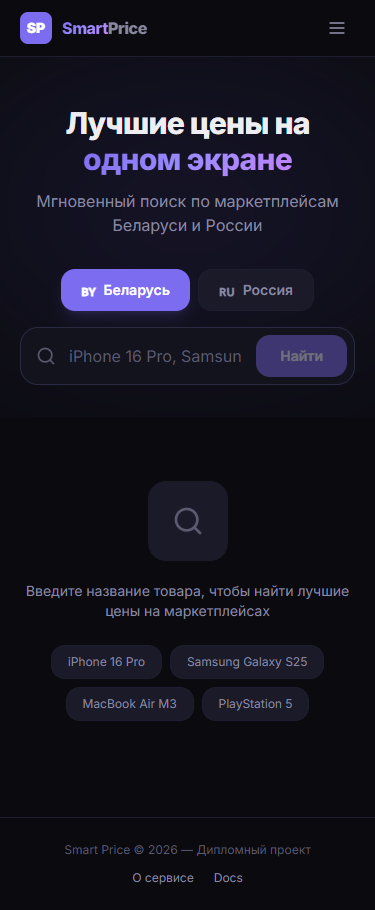 SP SmartPrice
Лучшие цены на
одном экране
Мгновенный поиск по маркетплейсам
Беларуси и России
BY Беларусь RU Россия
iPhone 16 Pro, Samsun Найти
Введите название товара, чтобы найти лучшие
цены на маркетплейсах
iPhone 16 Pro Samsung Galaxy S25
MacBook Air M3 PlayStation 5
Smart Price © 2026 — Дипломный проект
О сервисе Docs